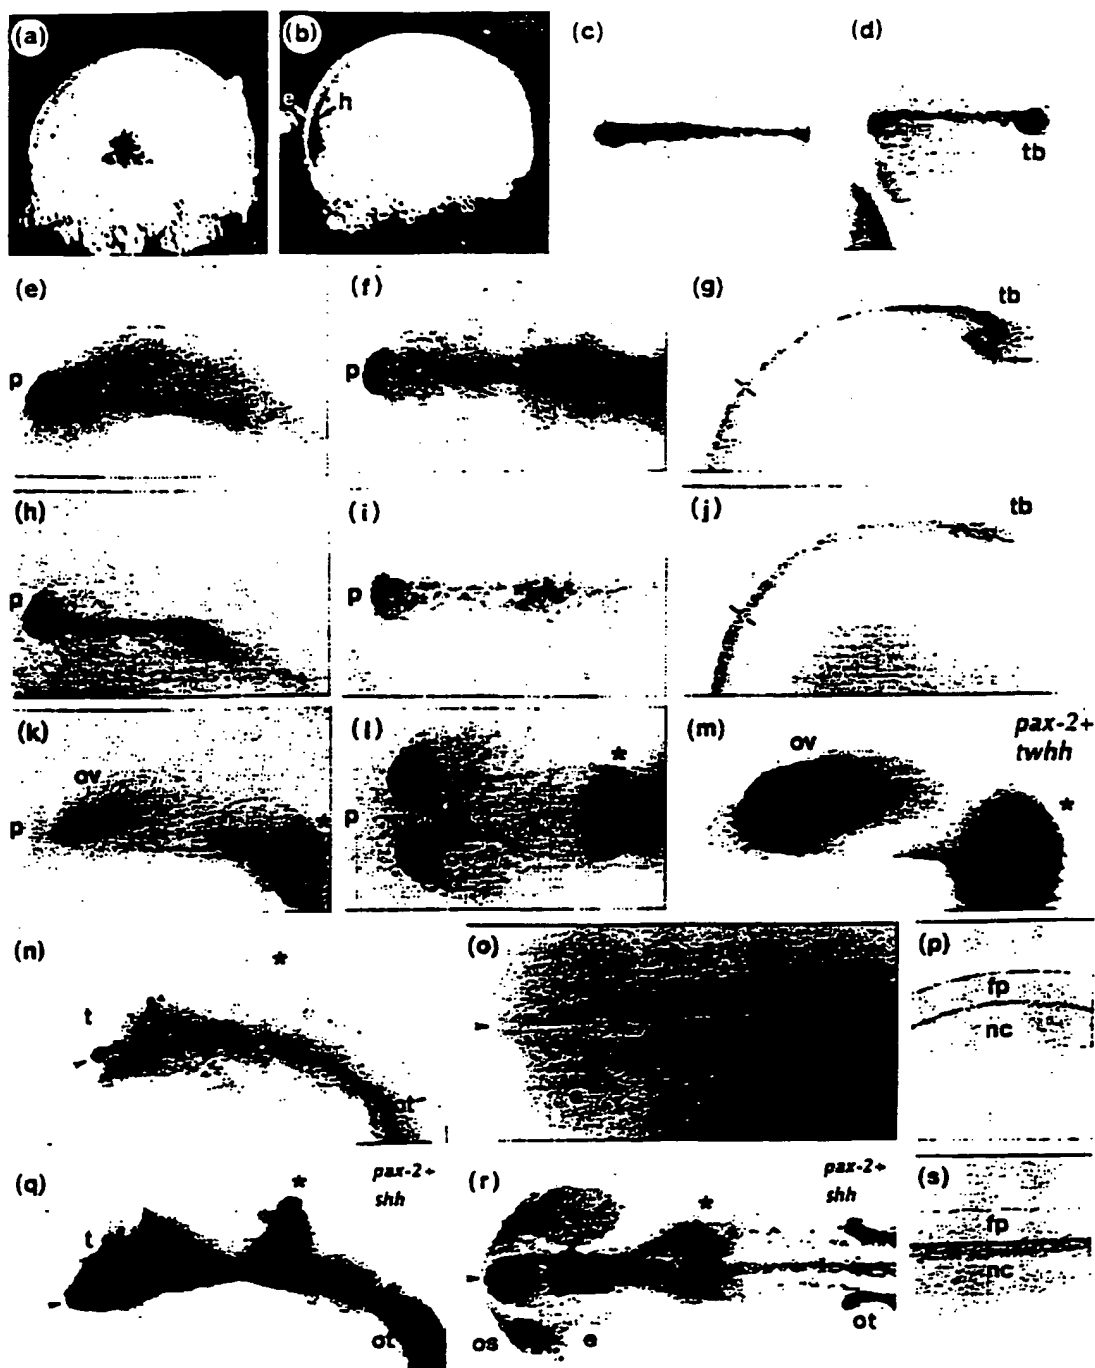 (a) (b) (c) (d)
e h
tb
(e) (f) (g)
tb
p p
(h) (i) (j)
tb
p p
(k) (l) (m)
pax-2+
twhh
ov * ov
p p * *
(n) (o) (p)
*
t fp
nc
ot
(q) (r) (s)
pax-2+
shh
pax-2+
shh
* *
t fp
nc
ot os e ot